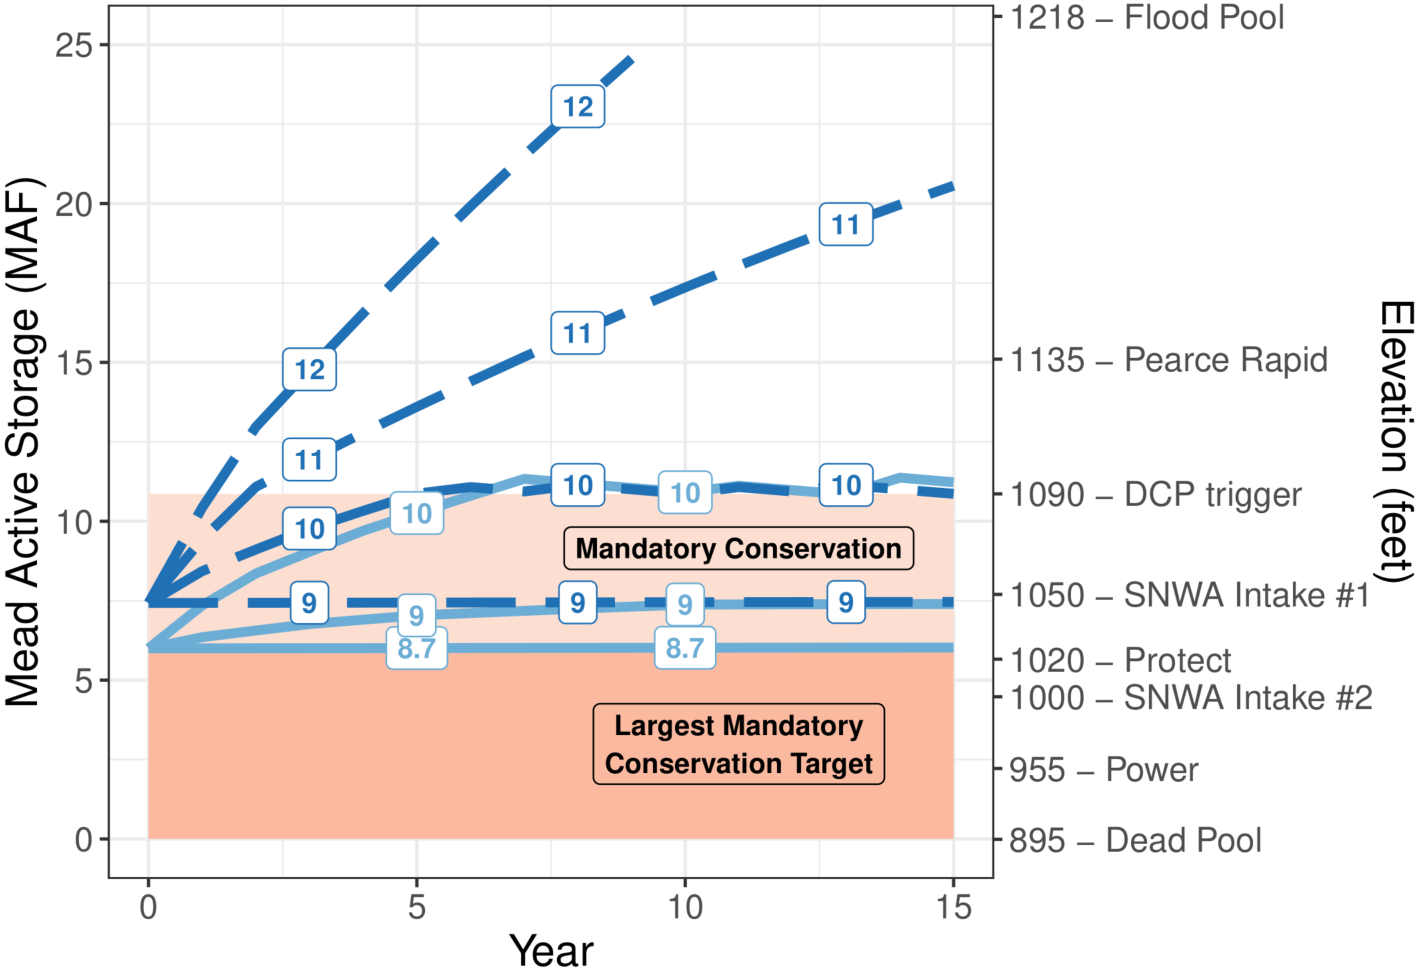 Mead Active Storage (MAF)
25
20
15
10
5
0
12
12
11
11
11
10
10
10
10
10
9
9
9
9
9
8.7
8.7
Mandatory Conservation
Largest Mandatory
Conservation Target
0
5
10
15
Year
1218 – Flood Pool
1135 – Pearce Rapid
1090 – DCP trigger
1050 – SNWA Intake #1
1020 – Protect
1000 – SNWA Intake #2
955 – Power
895 – Dead Pool
Elevation (feet)